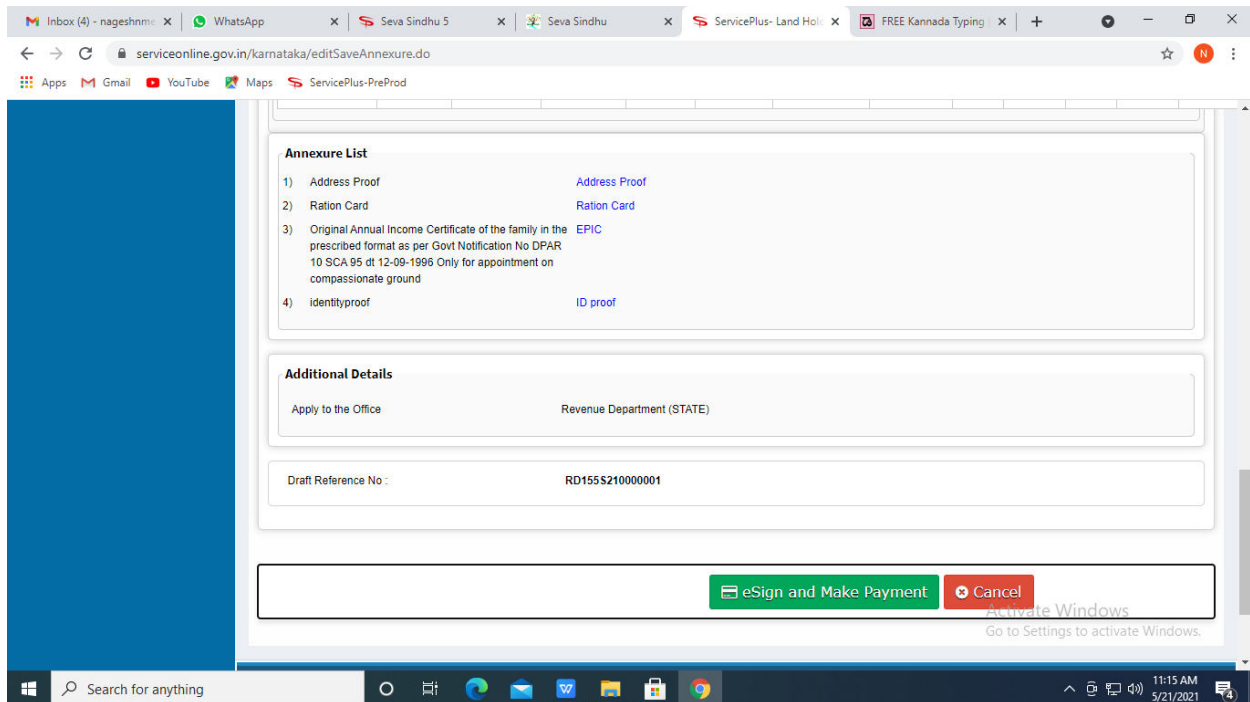 Inbox (4) - nageshnme
WhatsApp
Seva Sindhu 5
Seva Sindhu
ServicePlus- Land Hol
FREE Kannada Typing
serviceonline.gov.in/karnataka/editSaveAnnexure.do
N
Apps
Gmail
YouTube
Maps
ServicePlus-PreProd
Annexure List
1) Address Proof Address Proof
2) Ration Card Ration Card
3) Original Annual Income Certificate of the family in the EPIC
prescribed format as per Govt Notification No DPAR
10 SCA 95 dt 12-09-1996 Only for appointment on
compassionate ground
4) identityproof ID proof
Additional Details
Apply to the Office Revenue Department (STATE)
Draft Reference No : RD155S210000001
eSign and Make Payment
Cancel
Activate Windows
Go to Settings to activate Windows.
Search for anything
11:15 AM
5/21/2021
4